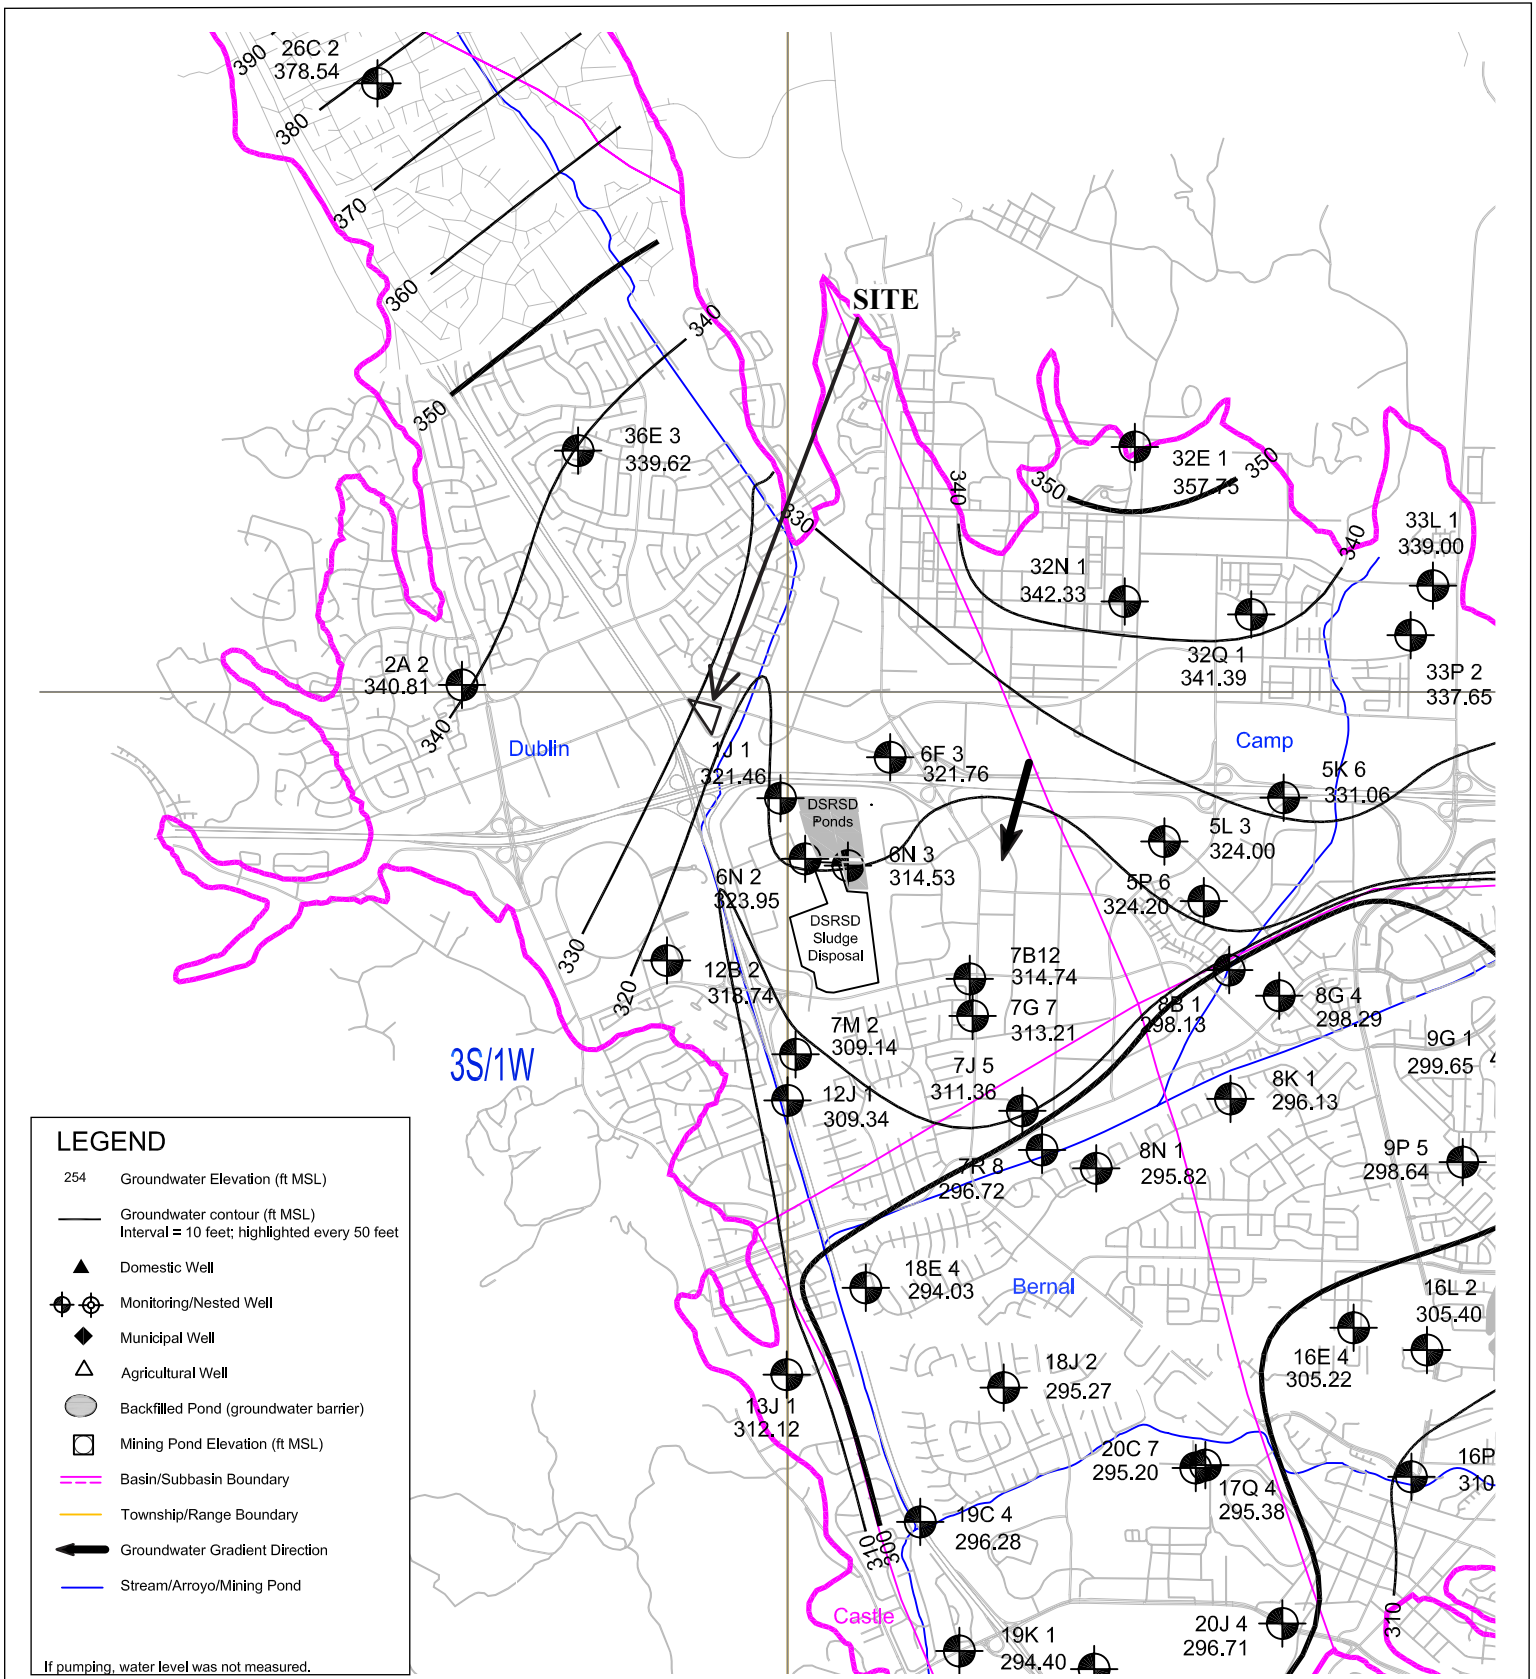 390
26C 2
378.54
380
370
360
350
340
SITE
36E 3
339.62
330
340
32E 1
357.75
350
350
340
33L 1
339.00
32N 1
342.33
32Q 1
341.39
33P 2
337.65
2A 2
340.81
340
Dublin
Camp
1J 1
321.46
6F 3
321.76
5K 6
331.06
DSRSD
Ponds
5L 3
324.00
6N 2
323.95
6N 3
314.53
5P 6
324.20
DSRSD
Sludge
Disposal
330
320
12B 2
318.74
7B12
314.74
7G 7
313.21
8B 1
298.13
8G 4
298.29
3S/1W
7M 2
309.14
7J 5
311.36
9G 1
299.65
12J 1
309.34
8K 1
296.13
7R 8
296.72
8N 1
295.82
9P 5
298.64
18E 4
294.03
Bernal
16L 2
305.40
16E 4
305.22
18J 2
295.27
13J 1
312.12
20C 7
295.20
17Q 4
295.38
16P
310
19C 4
296.28
310
300
Castle
19K 1
294.40
20J 4
296.71
310
LEGEND
254 Groundwater Elevation (ft MSL)
Groundwater contour (ft MSL)
Interval = 10 feet; highlighted every 50 feet
Domestic Well
Monitoring/Nested Well
Municipal Well
Agricultural Well
Backfilled Pond (groundwater barrier)
Mining Pond Elevation (ft MSL)
Basin/Subbasin Boundary
Township/Range Boundary
Groundwater Gradient Direction
Stream/Arroyo/Mining Pond
If pumping, water level was not measured.